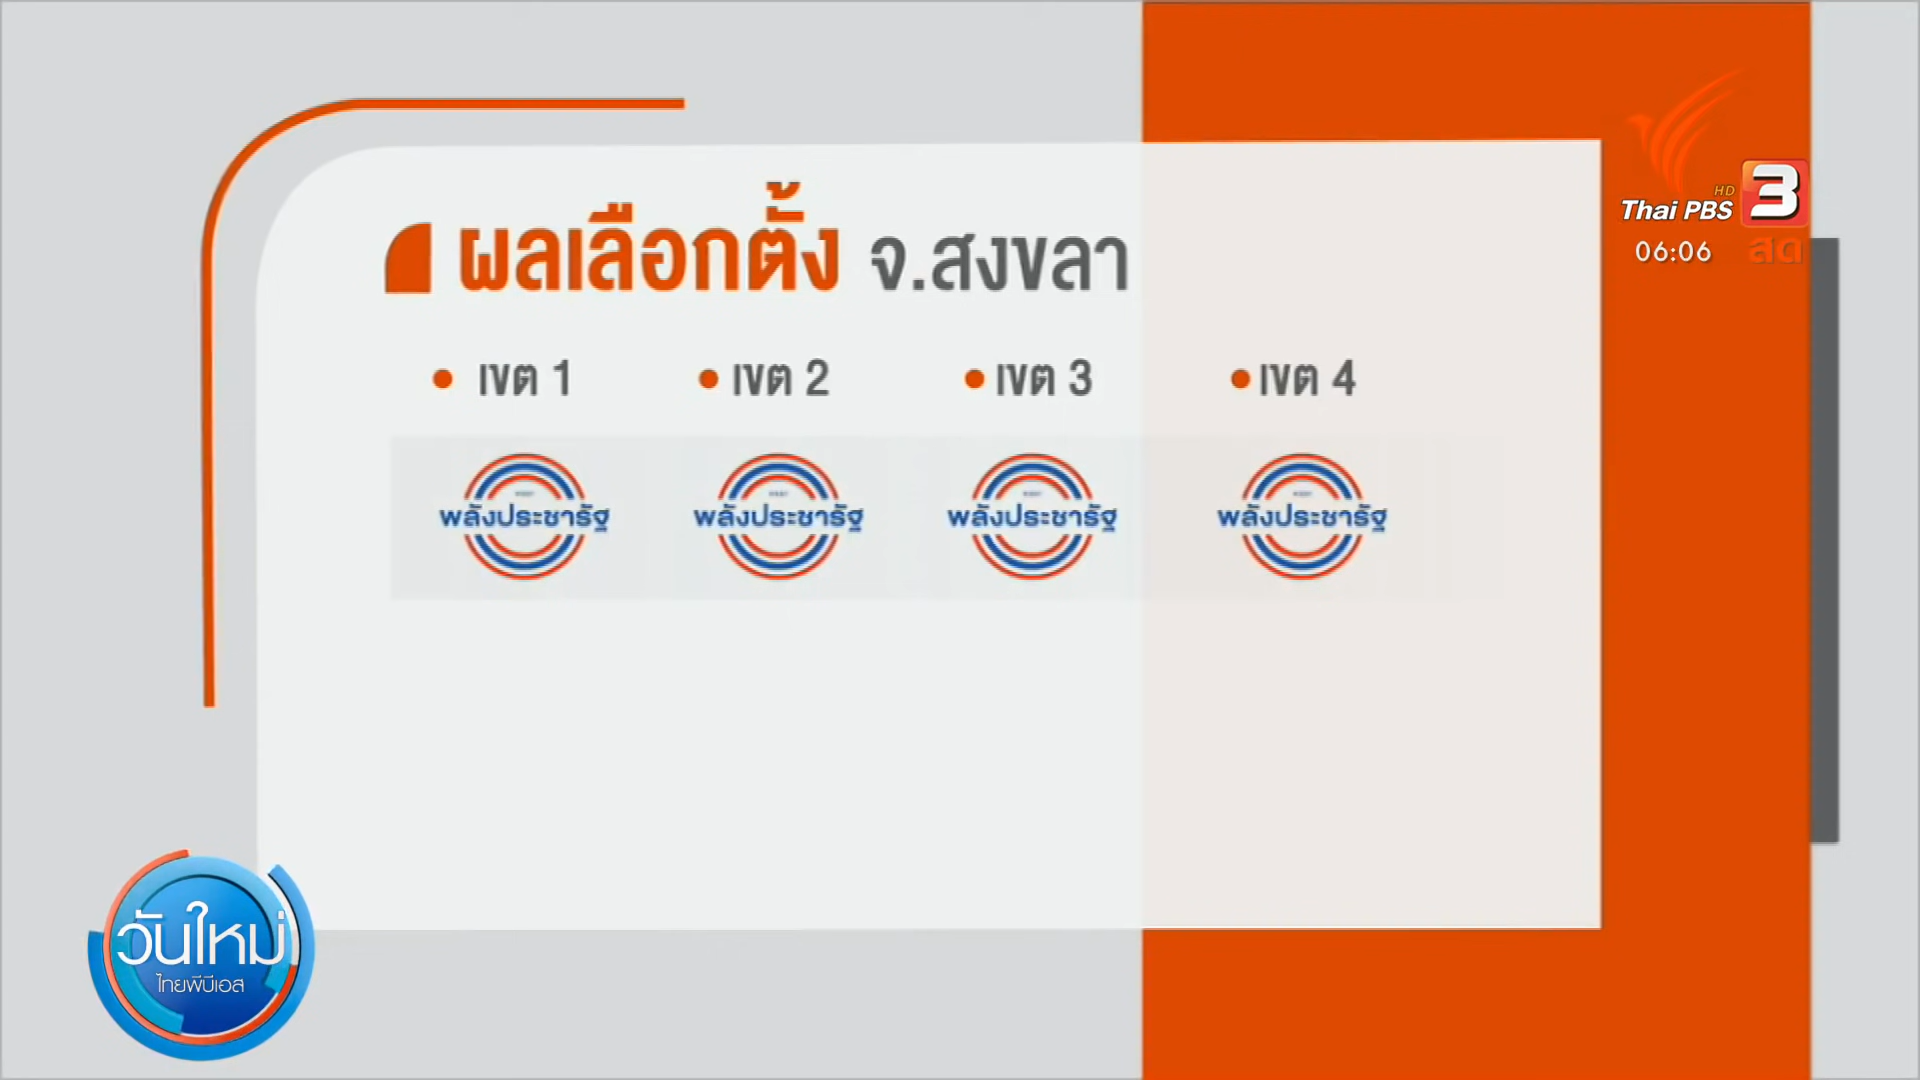 ผลเลือกตั้ง จ.สงขลา
HD
Thai PBS 3
06:06 สด
เขต 1 เขต 2 เขต 3 เขต 4
พลังประชารัฐ พลังประชารัฐ พลังประชารัฐ พลังประชารัฐ
วันใหม่
ไทยพีบีเอส